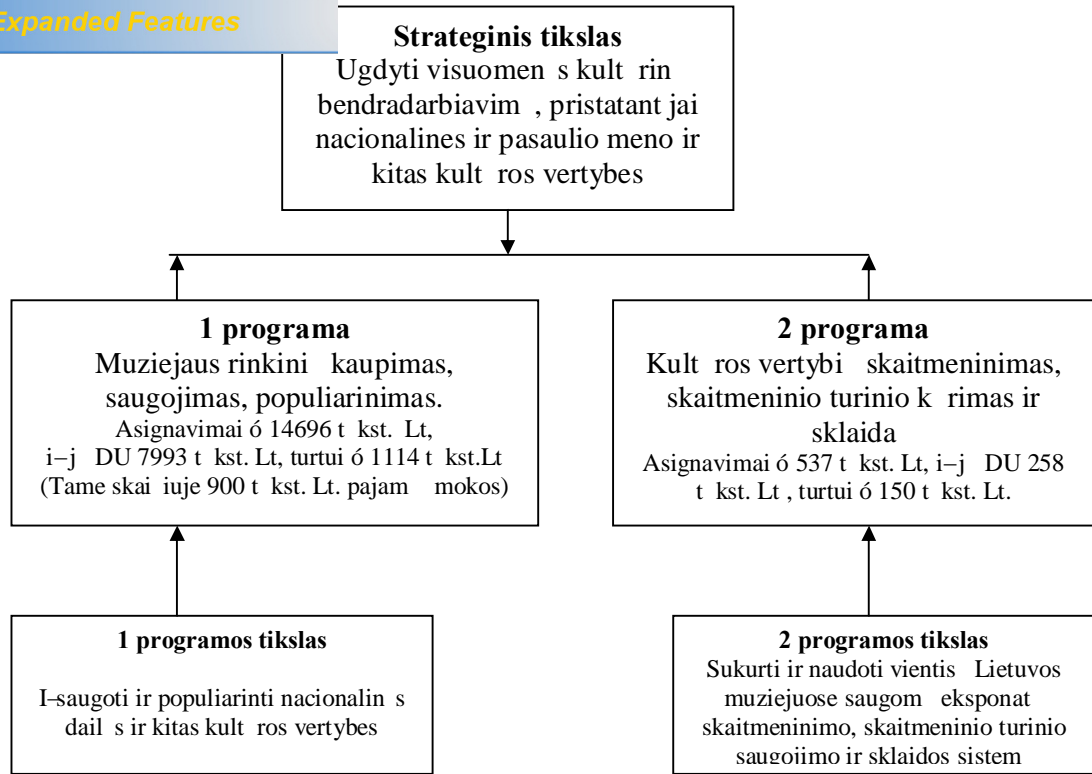 Expanded Features
Strateginis tikslas
Ugdyti visuomen s kult rin
bendradarbiavim , pristatant jai
nacionalines ir pasaulio meno ir
kitas kult ros vertybes
1 programa
Muziejaus rinkini kaupimas,
saugojimas, populiarinimas.
Asignavimai ó 14696 t kst. Lt,
i–j DU 7993 t kst. Lt, turtui ó 1114 t kst.Lt
(Tame skai iuje 900 t kst. Lt. pajam mokos)
2 programa
Kult ros vertybi skaitmeninimas,
skaitmeninio turinio k rimas ir
sklaida
Asignavimai ó 537 t kst. Lt, i–j DU 258
t kst. Lt , turtui ó 150 t kst. Lt.
1 programos tikslas
I–saugoti ir populiarinti nacionalin s
dail s ir kitas kult ros vertybes
2 programos tikslas
Sukurti ir naudoti vientis Lietuvos
muziejuose saugom eksponat
skaitmeninimo, skaitmeninio turinio
saugojimo ir sklaidos sistem